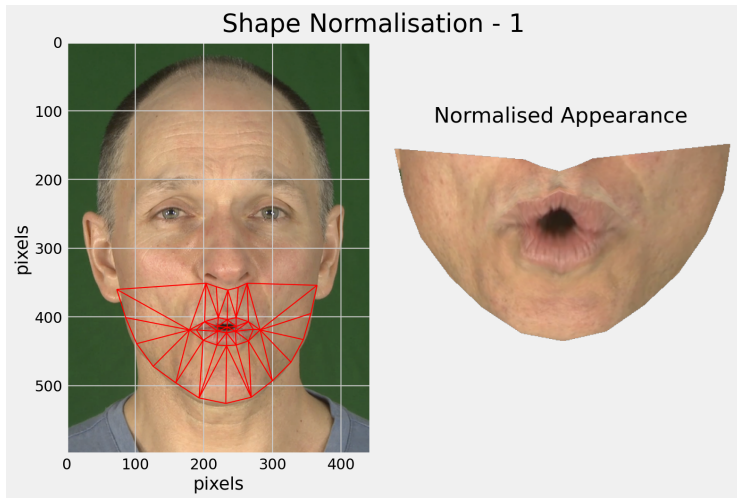 Shape Normalisation - 1
Normalised Appearance
0
100
200
300
400
500
pixels
0 100 200 300 400
pixels